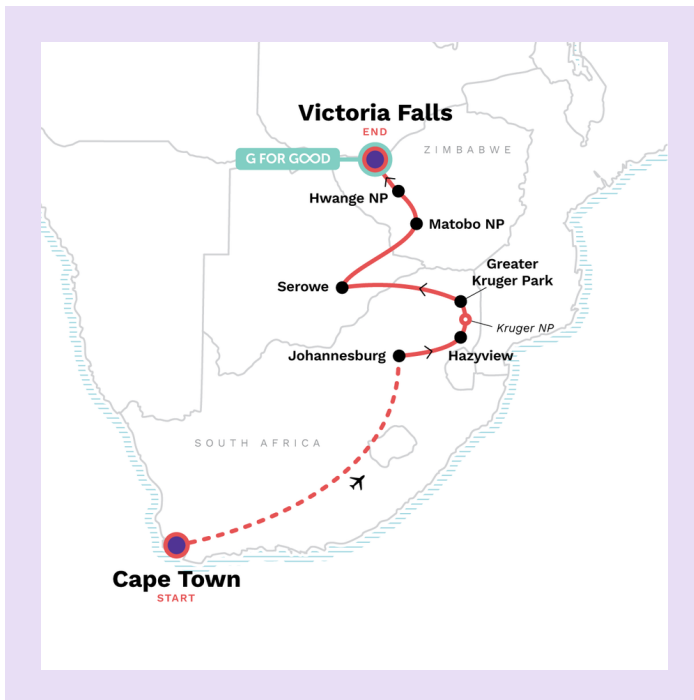 Victoria Falls
END
G FOR GOOD
ZIMBABWE
Hwange NP
Matobo NP
Greater
Kruger Park
Serowe
Kruger NP
Johannesburg
Hazyview
SOUTH AFRICA
Cape Town
START